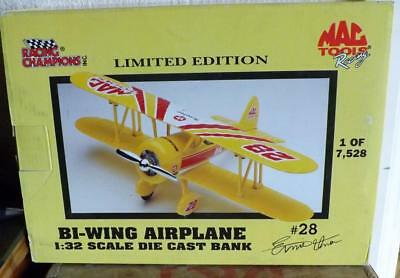 RACING
CHAMPIONS INC
LIMITED EDITION
MAC
TOOLS
Racing
MAC
28
1 OF
7,528
BI-WING AIRPLANE
1:32 SCALE DIE CAST BANK
#28